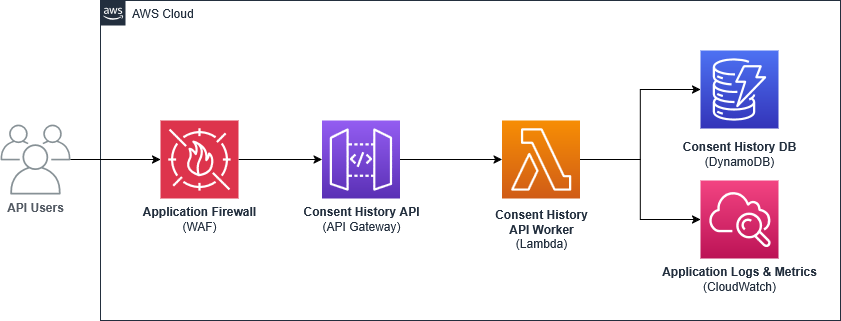 aws
AWS Cloud
API Users
Application Firewall
(WAF)
Consent History API
(API Gateway)
Consent History
API Worker
(Lambda)
Consent History DB
(DynamoDB)
Application Logs & Metrics
(CloudWatch)